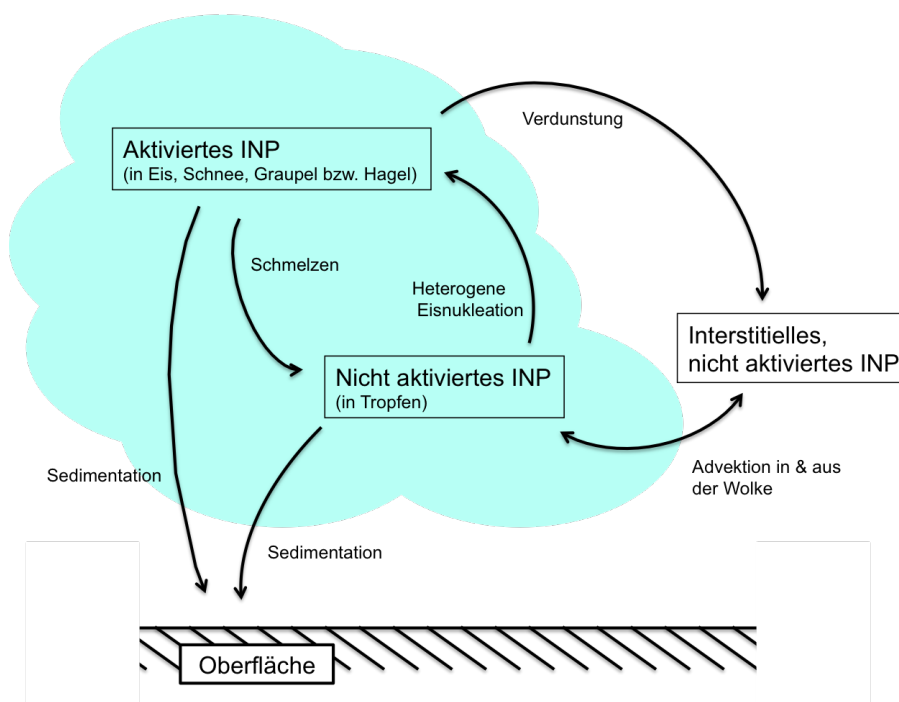 Verdunstung
Aktiviertes INP
(in Eis, Schnee, Graupel bzw. Hagel)
Schmelzen
Heterogene
Eisnukleation
Interstitielles,
nicht aktiviertes INP
Nicht aktiviertes INP
(in Tropfen)
Sedimentation
Advektion in & aus
der Wolke
Sedimentation
Oberfläche